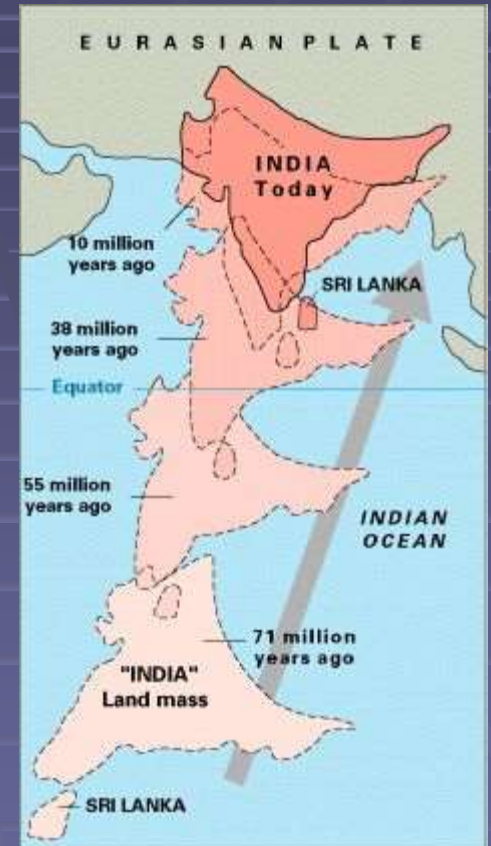 EURASIAN PLATE
INDIA
Today
10 million
years ago
SRI LANKA
38 million
years ago
Equator
55 million
years ago
INDIAN
OCEAN
71 million
years ago
"INDIA"
Land mass
SRI LANKA